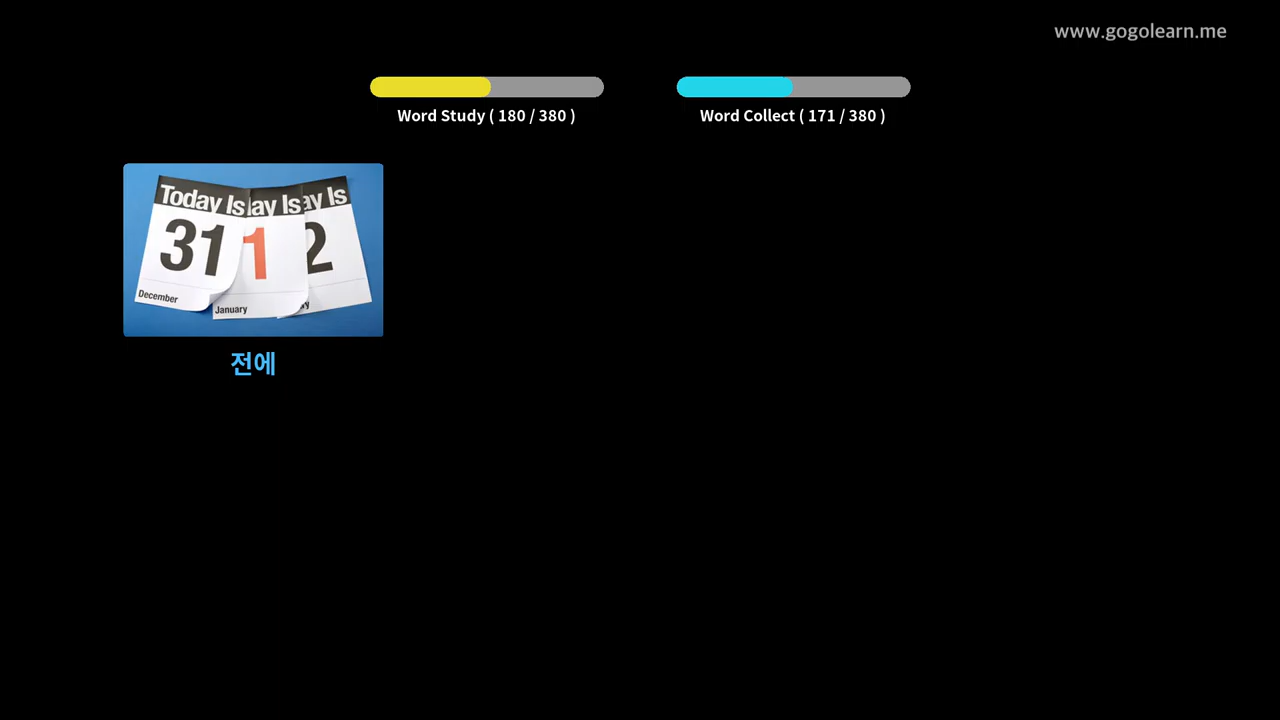 www.gogolearn.me
Word Study ( 180 / 380 )
Word Collect ( 171 / 380 )
Today Is
ay Is
ay Is
31
1
2
December
January
전에